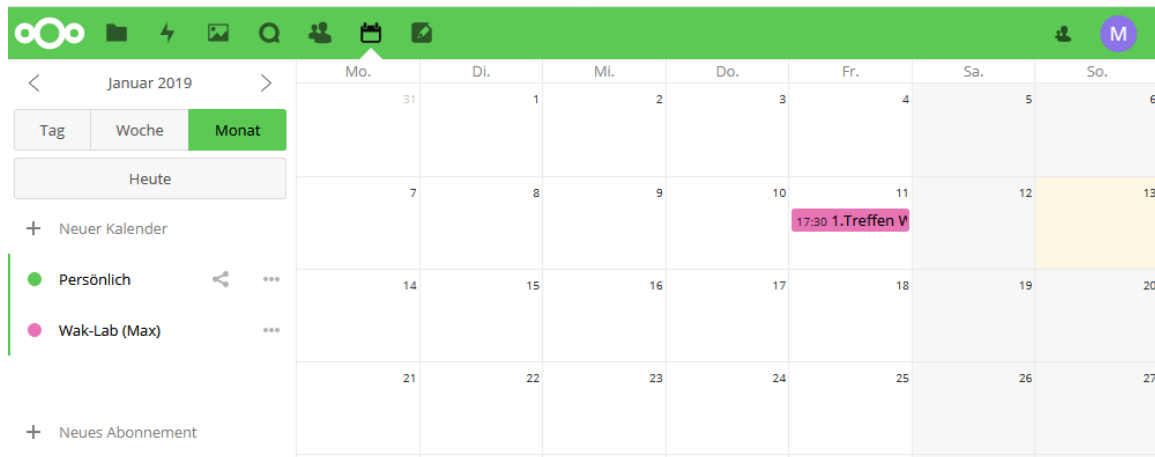 M
Januar 2019
Mo. Di. Mi. Do. Fr. Sa. So.
31 1 2 3 4 5 6
Tag Woche Monat
Heute
7 8 9 10 11 12 13
17:30 1.Treffen W
Neuer Kalender
Persönlich
14 15 16 17 18 19 20
Wak-Lab (Max)
21 22 23 24 25 26 27
Neues Abonnement